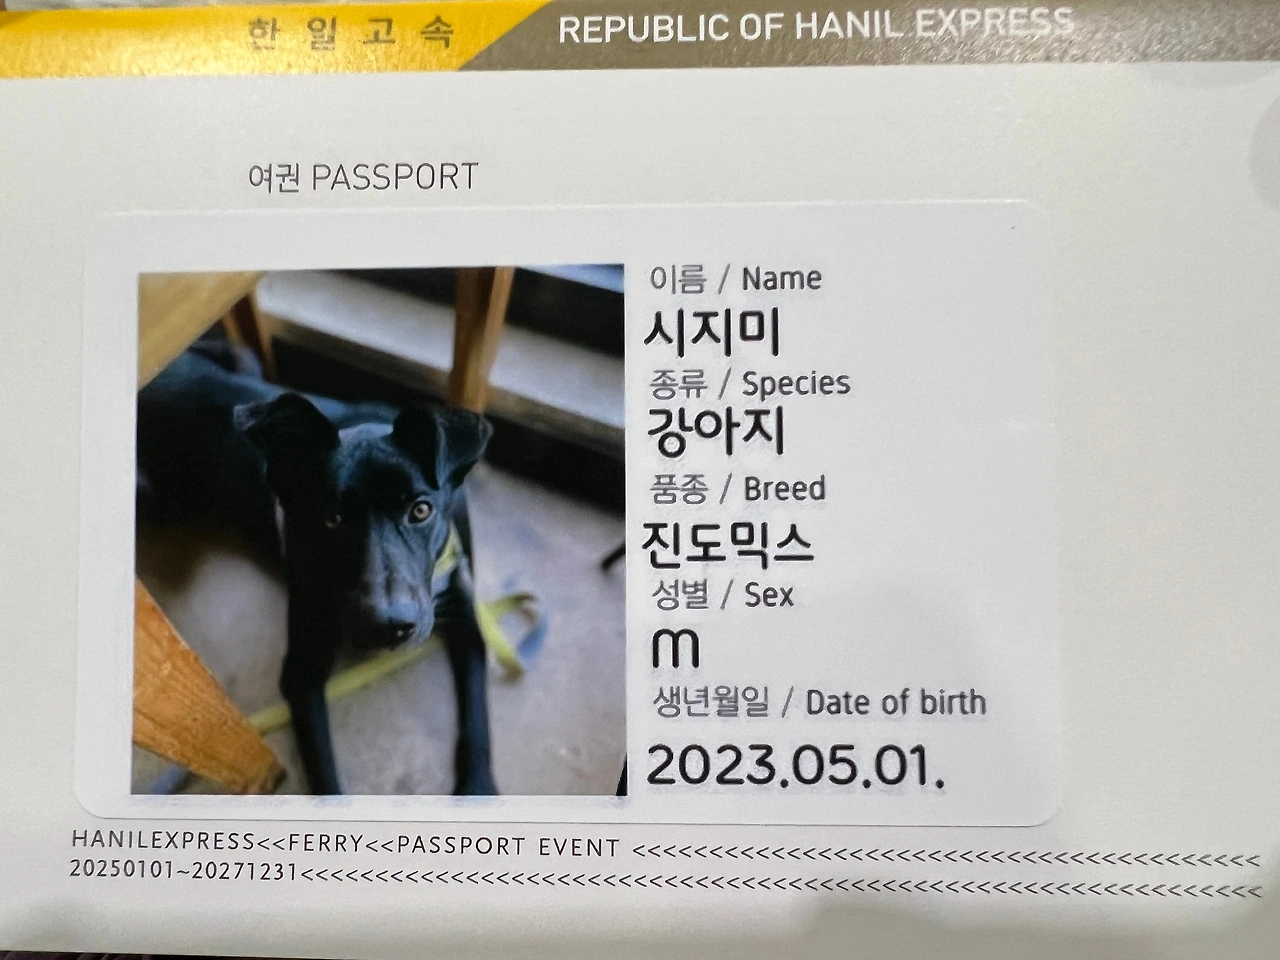 한일고속 REPUBLIC OF HANIL EXPRESS
여권 PASSPORT
이름 / Name
시지미
종류 / Species
강아지
품종 / Breed
진도믹스
성별 / Sex
m
생년월일 / Date of birth
2023.05.01.
HANILEXPRESS<<FERRY<<PASSPORT EVENT <<<<<<<<<<<<<<<<<<<<<<<<<<<<<<<<<<<<<<<<<<<<<<<<<
20250101~20271231<<<<<<<<<<<<<<<<<<<<<<<<<<<<<<<<<<<<<<<<<<<<<<<<<<<<<<<<<<<<<<<<<<<<<<<<<<<